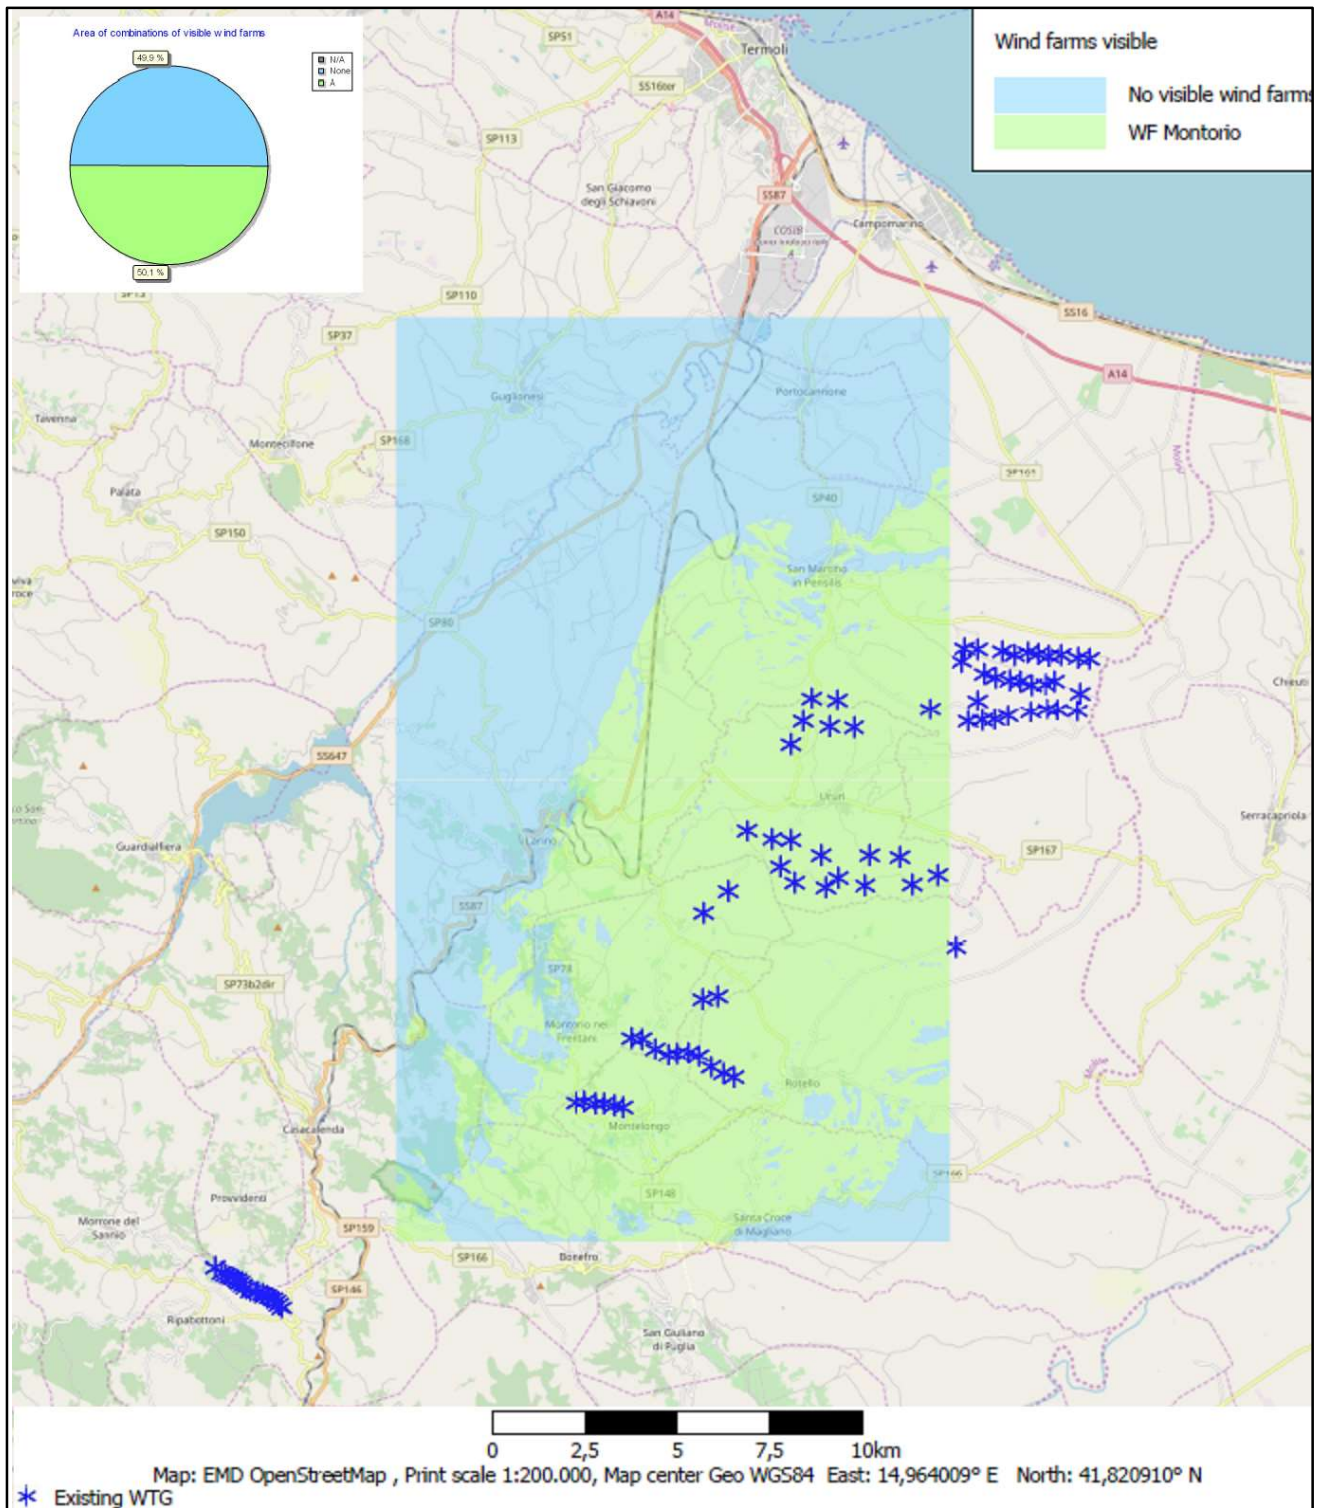 Area of combinations of visible wind farms
49.9 %
N/A
None
A
50.1 %
Wind farms visible
No visible wind farms
WF Montorio
A14
SP51
Termoli
SS16ter
SP113
San Giacomo
degli Schiavoni
SS87
COSIB
A
Campomarino
SP13
SP110
SS16
SP37
A14
Guglionesi
Portocannone
Tavenna
Montecilfone
SP168
Molise
SP161
Palata
SP40
SP150
San Martino
in Pensilis
SP80
Chieuti
SS647
Ururi
Serracapriola
Guardialfiera
Larino
SP167
SS87
SP73
SP73b2dir
Montorio nei
Frentani
Rotello
Casacalenda
Montelongo
SP166
Provvidenti
SP148
Morrone del
Sannio
SP159
Santa Croce
di Magliano
SP166
Bonefro
SP146
Ripabottoni
San Giuliano
di Puglia
0 2,5 5 7,5 10km
Map: EMD OpenStreetMap , Print scale 1:200.000, Map center Geo WGS84 East: 14,964009° E North: 41,820910° N
Existing WTG